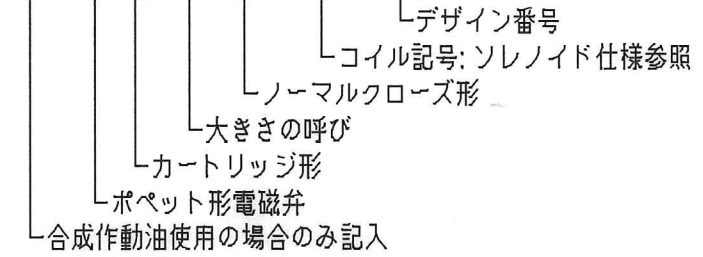 デザイン番号
コイル記号: ソレノイド仕様参照
ノーマルクローズ形
大きさの呼び
カートリッジ形
ポペット形電磁弁
合成作動油使用の場合のみ記入